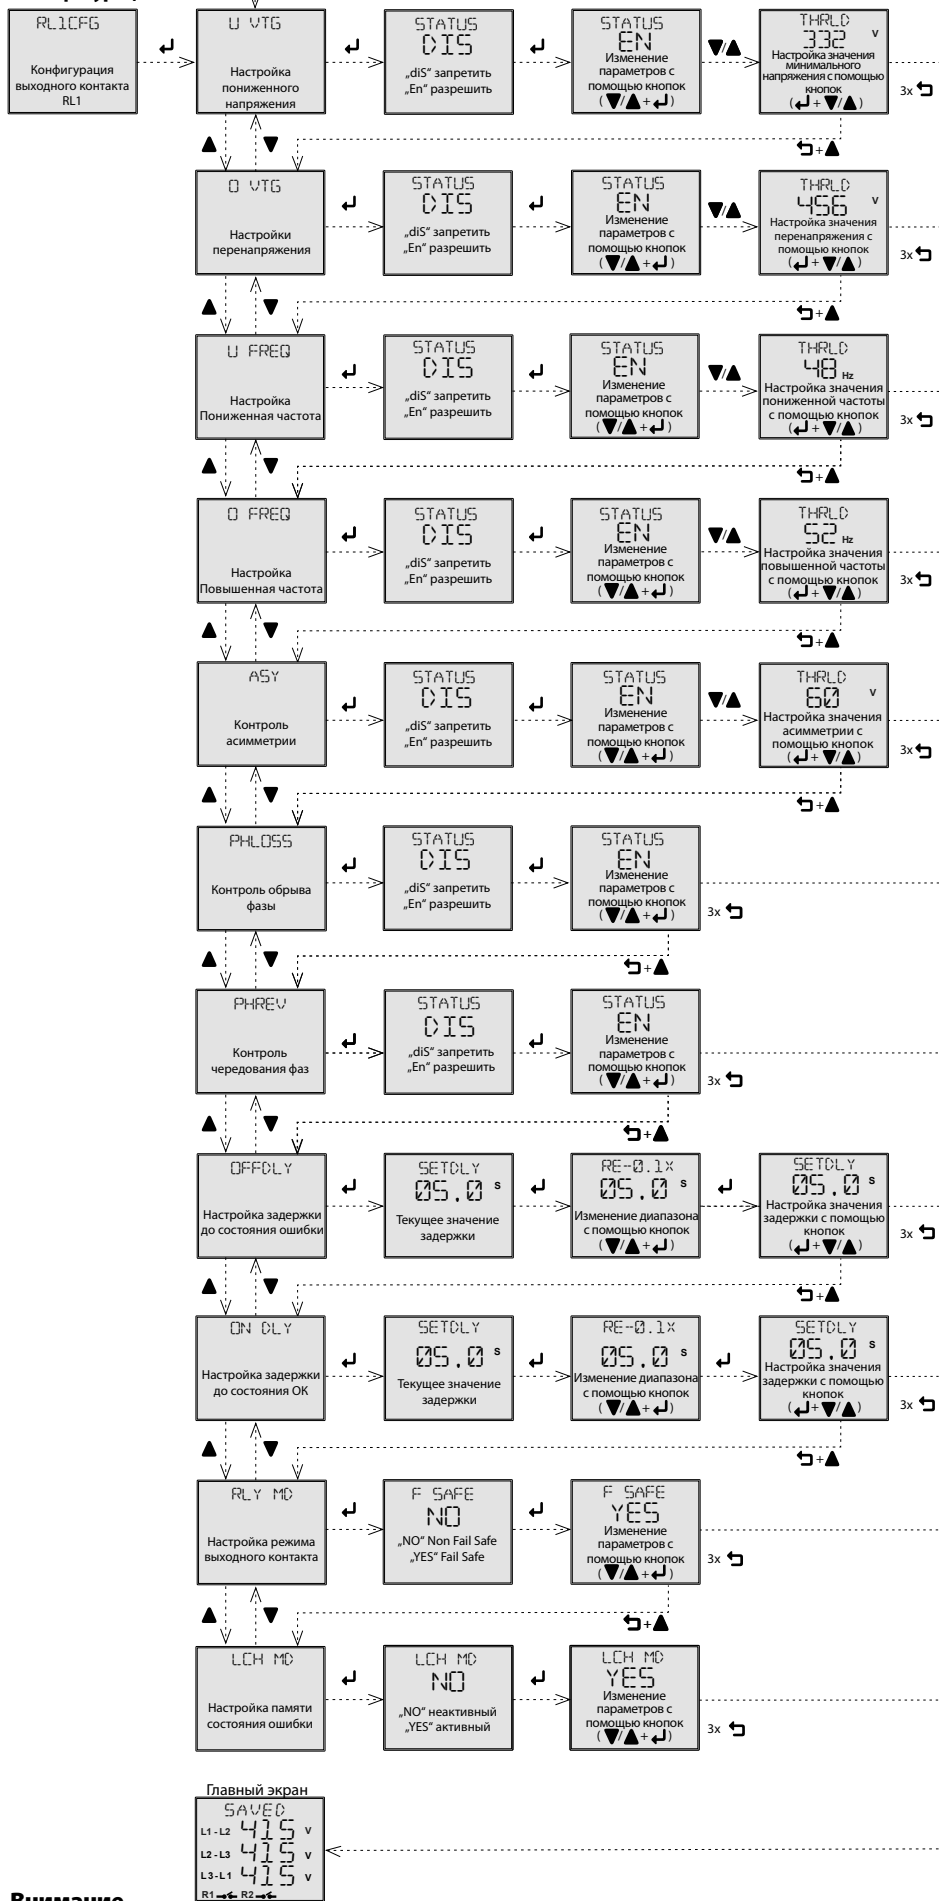 RL1CFG
Конфигурация
выходного контакта
RL1
U VTG
Настройка
пониженного
напряжения
STATUS
DIS
„diS“ запретить
„En“ разрешить
STATUS
EN
Изменение
параметров с
помощью кнопок
(▼/▲+↵)
▼/▲
THRLD
332 V
Настройка значения
минимального
напряжения с помощью
кнопок
(↵+▼/▲)
3x
+▲
O VTG
Настройки
перенапряжения
STATUS
DIS
„diS“ запретить
„En“ разрешить
STATUS
EN
Изменение
параметров с
помощью кнопок
(▼/▲+↵)
▼/▲
THRLD
456 V
Настройка значения
перенапряжения с
помощью кнопок
(↵+▼/▲)
3x
+▲
U FREQ
Настройка
Пониженная частота
STATUS
DIS
„diS“ запретить
„En“ разрешить
STATUS
EN
Изменение
параметров с
помощью кнопок
(▼/▲+↵)
▼/▲
THRLD
48 Hz
Настройка значения
пониженной частоты
с помощью кнопок
(↵+▼/▲)
3x
+▲
O FREQ
Настройка
Повышенная частота
STATUS
DIS
„diS“ запретить
„En“ разрешить
STATUS
EN
Изменение
параметров с
помощью кнопок
(▼/▲+↵)
▼/▲
THRLD
52 Hz
Настройка значения
повышенной частоты
с помощью кнопок
(↵+▼/▲)
3x
+▲
ASY
Контроль
асимметрии
STATUS
DIS
„diS“ запретить
„En“ разрешить
STATUS
EN
Изменение
параметров с
помощью кнопок
(▼/▲+↵)
▼/▲
THRLD
60 V
Настройка значения
асимметрии с
помощью кнопок
(↵+▼/▲)
3x
+▲
PHLOSS
Контроль обрыва
фазы
STATUS
DIS
„diS“ запретить
„En“ разрешить
STATUS
EN
Изменение
параметров с
помощью кнопок
(▼/▲+↵)
3x
+▲
PHREV
Контроль
чередования фаз
STATUS
DIS
„diS“ запретить
„En“ разрешить
STATUS
EN
Изменение
параметров с
помощью кнопок
(▼/▲+↵)
3x
+▲
OFFDLY
Настройка задержки
до состояния ошибки
SETDLY
05.0 s
Текущее значение
задержки
RE-0.1X
05.0 s
Изменение диапазона
с помощью кнопок
(▼/▲+↵)
SETDLY
05.0 s
Настройка значения
задержки с помощью
кнопок
(↵+▼/▲)
3x
+▲
ON DLY
Настройка задержки
до состояния OK
SETDLY
05.0 s
Текущее значение
задержки
RE-0.1X
05.0 s
Изменение диапазона
с помощью кнопок
(▼/▲+↵)
SETDLY
05.0 s
Настройка значения
задержки с помощью
кнопок
(↵+▼/▲)
3x
+▲
RLY MD
Настройка режима
выходного контакта
F SAFE
NO
„NO“ Non Fail Safe
„YES“ Fail Safe
F SAFE
YES
Изменение
параметров с
помощью кнопок
(▼/▲+↵)
3x
+▲
LCH MD
Настройка памяти
состояния ошибки
LCH MD
NO
„NO“ неактивный
„YES“ активный
LCH MD
YES
Изменение
параметров с
помощью кнопок
(▼/▲+↵)
3x
Главный экран
SAVED
L1-L2 415 V
L2-L3 415 V
L3-L1 415 V
R1 R2
Внимание